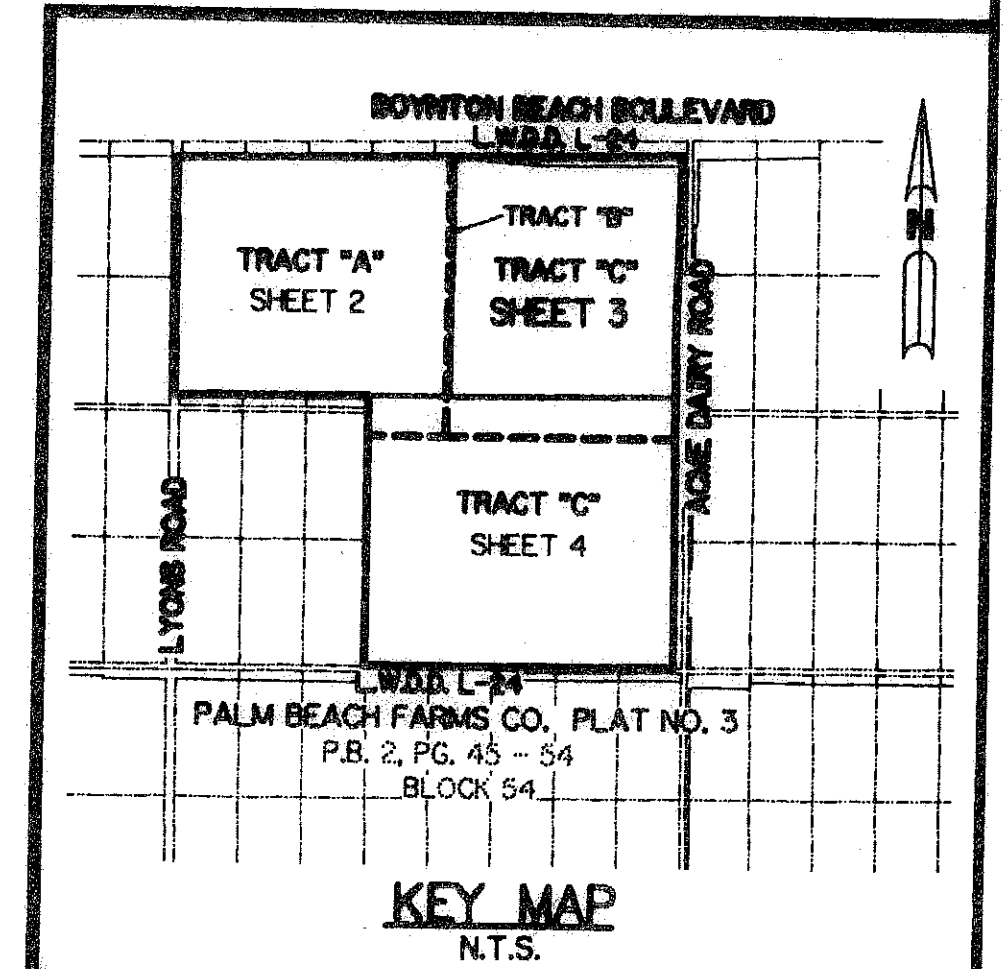 BOYNTON BEACH BOULEVARD
L.W.D.D. L-24
TRACT "B"
TRACT "A"
SHEET 2
TRACT "C"
SHEET 3
N
ACME DAIRY ROAD
TRACT "C"
SHEET 4
LYONS ROAD
L.W.D.D. L-24
PALM BEACH FARMS CO. PLAT NO. 3
P.B. 2, PG. 45 - 54
BLOCK 54
KEY MAP
N.T.S.